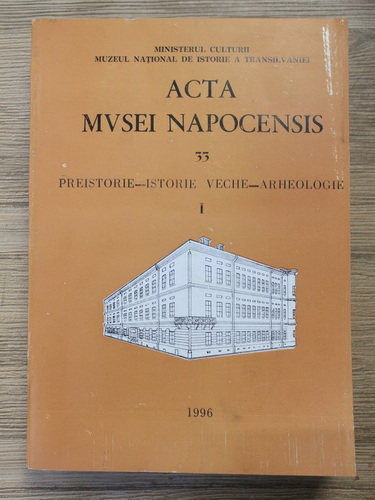 MINISTERUL CULTURII
MUZEUL NAȚIONAL DE ISTORIE A TRANSILVANIEI
ACTA
MVSEI NAPOCENSIS
33
PREISTORIE—ISTORIE VECHE—ARHEOLOGIE
I
1996